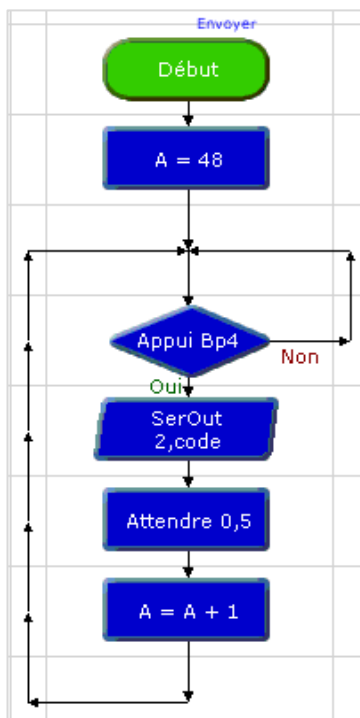 Envoyer
Début
A = 48
Appui Bp4
Non
Oui
SerOut
2,code
Attendre 0,5
A = A + 1